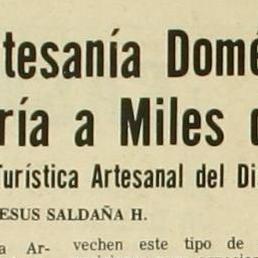 tesanía Domé
ría a Miles
Turística Artesanal del Di
ESUS SALDAÑA H.
a Ar- vechen este tipo de